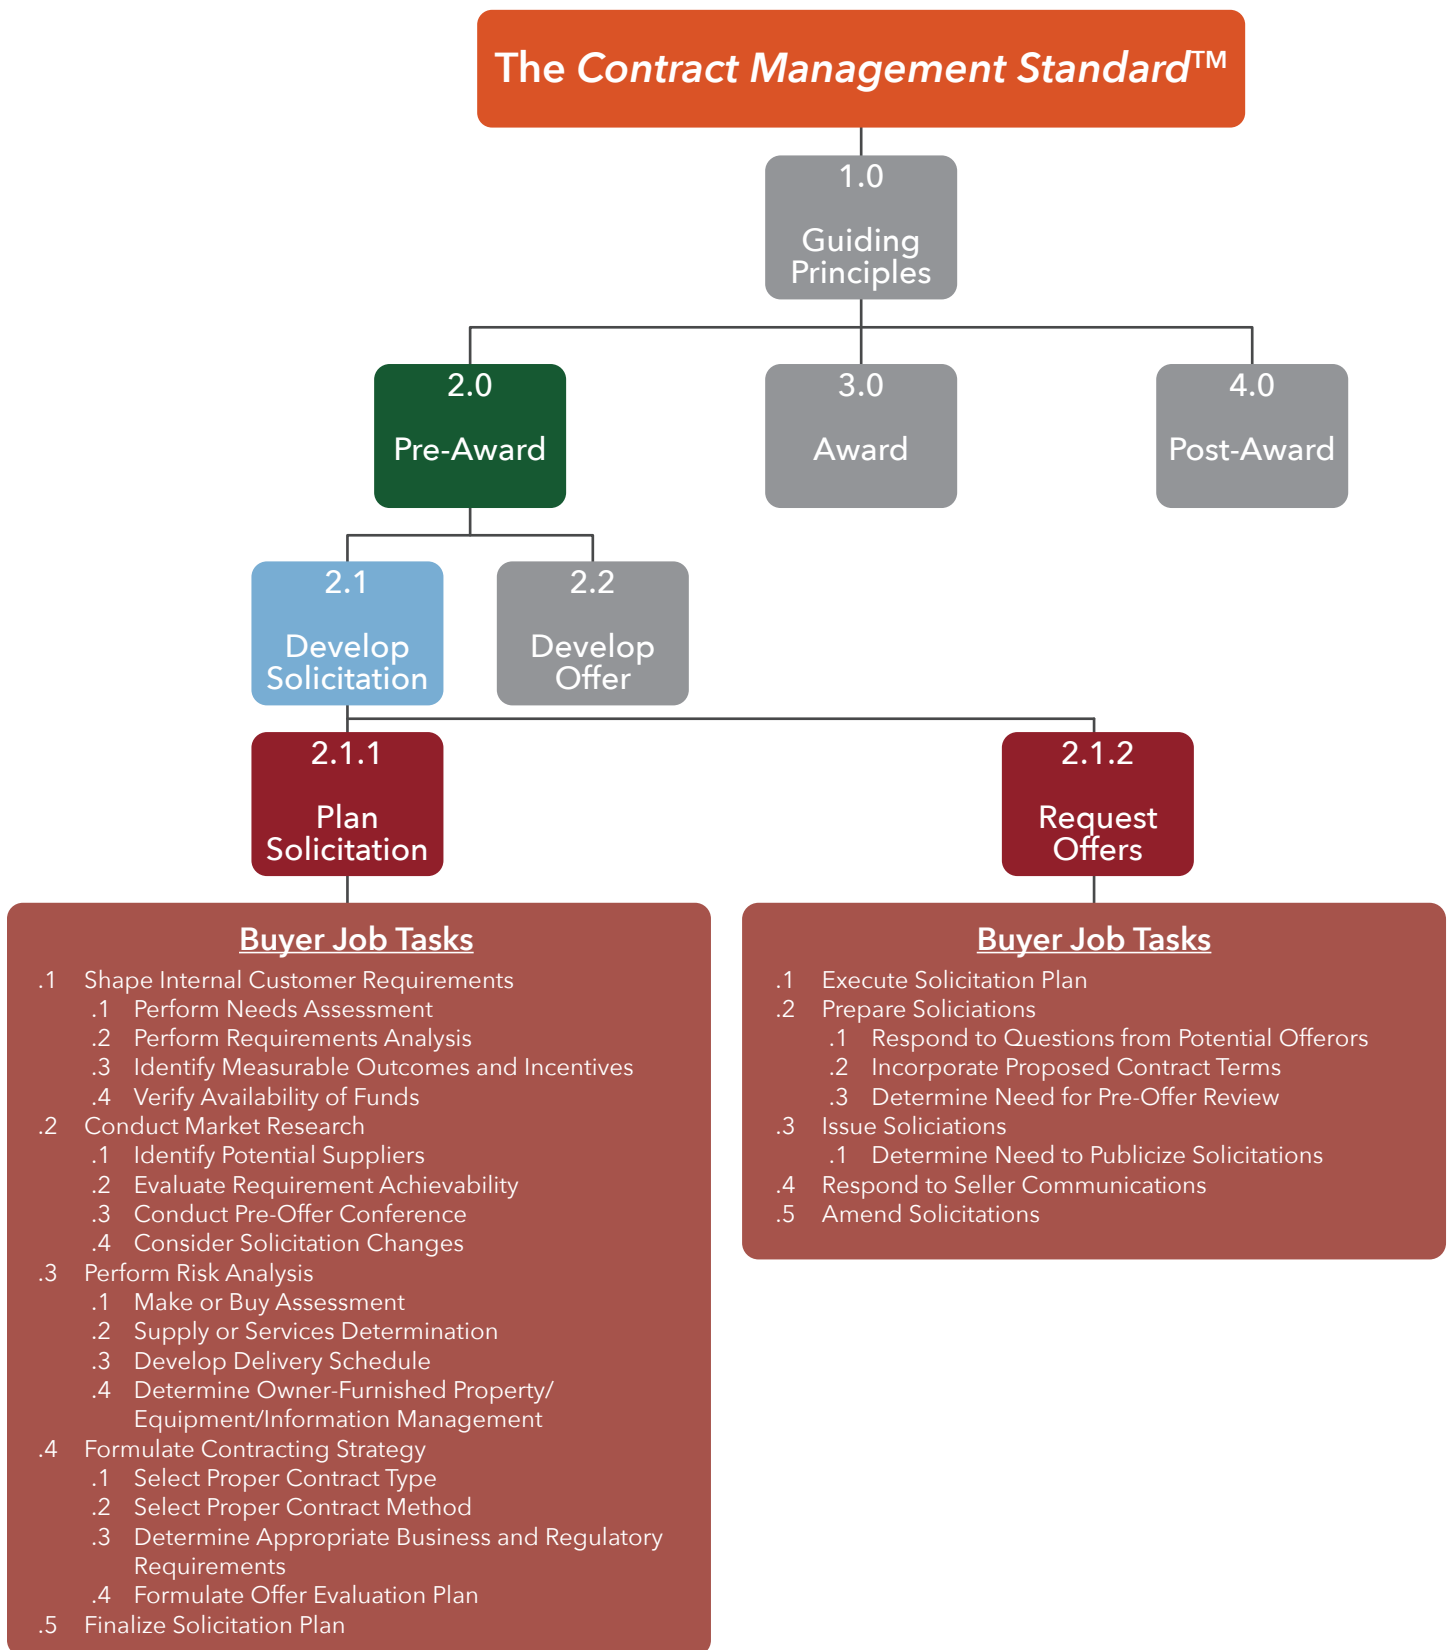 The Contract Management Standard™
1.0
Guiding
Principles
2.0
Pre-Award
3.0
Award
4.0
Post-Award
2.1
Develop
Solicitation
2.2
Develop
Offer
2.1.1
Plan
Solicitation
2.1.2
Request
Offers
Buyer Job Tasks
.1 Shape Internal Customer Requirements
.1 Perform Needs Assessment
.2 Perform Requirements Analysis
.3 Identify Measurable Outcomes and Incentives
.4 Verify Availability of Funds
.2 Conduct Market Research
.1 Identify Potential Suppliers
.2 Evaluate Requirement Achievability
.3 Conduct Pre-Offer Conference
.4 Consider Solicitation Changes
.3 Perform Risk Analysis
.1 Make or Buy Assessment
.2 Supply or Services Determination
.3 Develop Delivery Schedule
.4 Determine Owner-Furnished Property/
Equipment/Information Management
.4 Formulate Contracting Strategy
.1 Select Proper Contract Type
.2 Select Proper Contract Method
.3 Determine Appropriate Business and Regulatory
Requirements
.4 Formulate Offer Evaluation Plan
.5 Finalize Solicitation Plan
Buyer Job Tasks
.1 Execute Solicitation Plan
.2 Prepare Soliciations
.1 Respond to Questions from Potential Offerors
.2 Incorporate Proposed Contract Terms
.3 Determine Need for Pre-Offer Review
.3 Issue Soliciations
.1 Determine Need to Publicize Solicitations
.4 Respond to Seller Communications
.5 Amend Solicitations